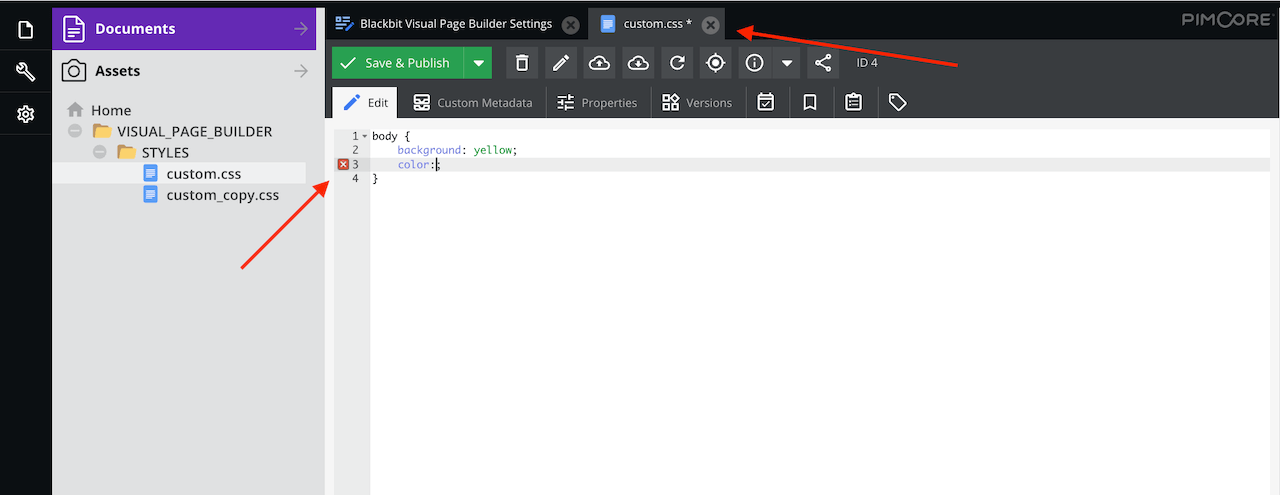 Documents
Assets
Home
VISUAL_PAGE_BUILDER
STYLES
custom.css
custom_copy.css
Blackbit Visual Page Builder Settings
custom.css *
PIMCORE
Save & Publish
ID 4
Edit
Custom Metadata
Properties
Versions
1 body {
2 background: yellow;
3 color:;
4 }